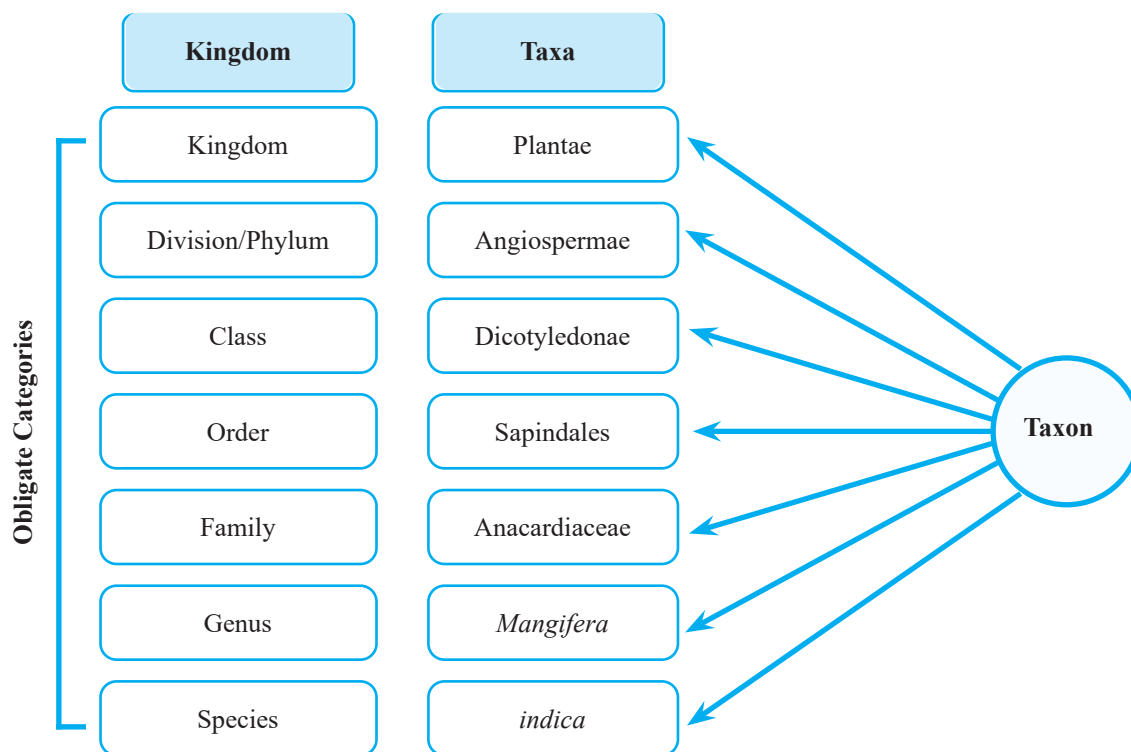 Kingdom Taxa
Kingdom Plantae
Division/Phylum Angiospermae
Class Dicotyledonae
Order Sapindales
Family Anacardiaceae
Genus Mangifera
Species indica
Obligate Categories
Taxon